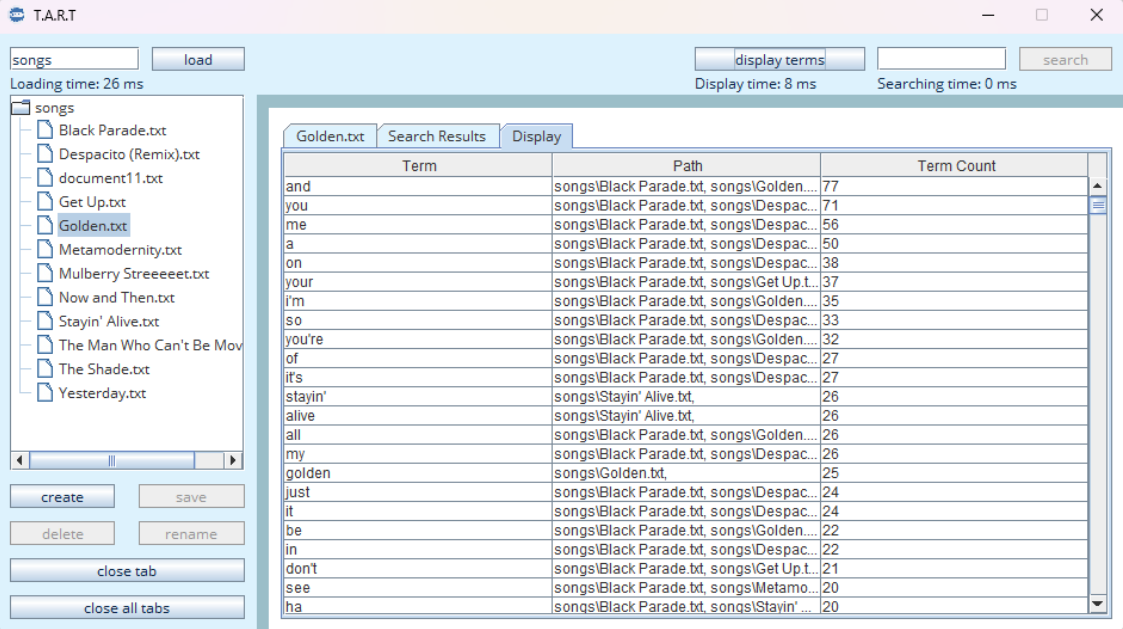 T.A.R.T
songs load display terms search
Loading time: 26 ms Display time: 8 ms Searching time: 0 ms
songs
Black Parade.txt
Despacito (Remix).txt
document11.txt
Get Up.txt
Golden.txt
Metamodernity.txt
Mulberry Streeeeet.txt
Now and Then.txt
Stayin' Alive.txt
The Man Who Can't Be Mov
The Shade.txt
Yesterday.txt
create save
delete rename
close tab
close all tabs
Golden.txt Search Results Display
Term Path Term Count
and songs\Black Parade.txt, songs\Golden.... 77
you songs\Black Parade.txt, songs\Despac... 71
me songs\Black Parade.txt, songs\Despac... 56
a songs\Black Parade.txt, songs\Despac... 50
on songs\Black Parade.txt, songs\Despac... 38
your songs\Black Parade.txt, songs\Get Up.t... 37
i'm songs\Black Parade.txt, songs\Golden.... 35
so songs\Black Parade.txt, songs\Despac... 33
you're songs\Black Parade.txt, songs\Golden.... 32
of songs\Black Parade.txt, songs\Despac... 27
it's songs\Black Parade.txt, songs\Despac... 27
stayin' songs\Stayin' Alive.txt, 26
alive songs\Stayin' Alive.txt, 26
all songs\Black Parade.txt, songs\Golden.... 26
my songs\Black Parade.txt, songs\Despac... 26
golden songs\Golden.txt, 25
just songs\Black Parade.txt, songs\Despac... 24
it songs\Black Parade.txt, songs\Despac... 24
be songs\Black Parade.txt, songs\Golden.... 22
in songs\Black Parade.txt, songs\Despac... 22
don't songs\Black Parade.txt, songs\Get Up.t... 21
see songs\Black Parade.txt, songs\Metamo... 20
ha songs\Black Parade.txt, songs\Stayin' ... 20